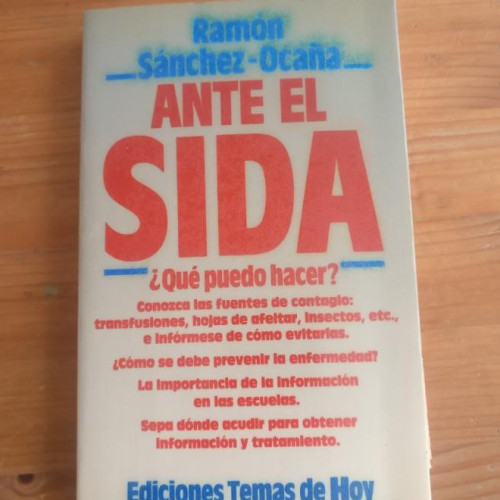 Ramón
Sánchez-Ocaña
ANTE EL
SIDA
¿Qué puedo hacer?
Conozca las fuentes de contagio:
transfusiones, hojas de afeitar, insectos, etc.,
e infórmese de cómo evitarlas.
¿Cómo se debe prevenir la enfermedad?
La importancia de la información
en las escuelas.
Sepa dónde acudir para obtener
información y tratamiento.
Ediciones Temas de Hoy